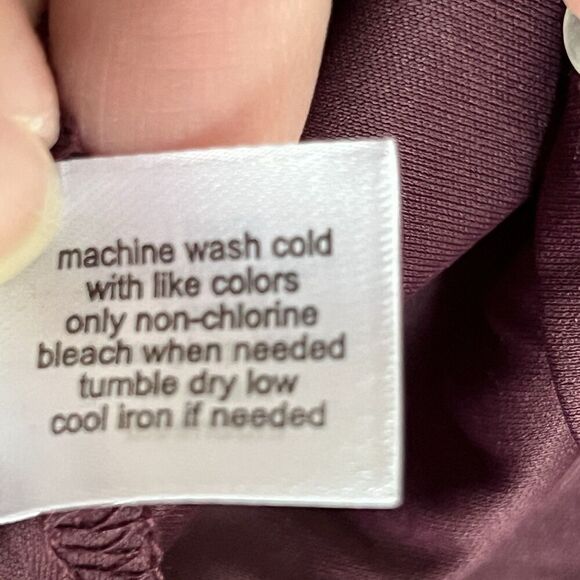 machine wash cold
with like colors
only non-chlorine
bleach when needed
tumble dry low
cool iron if needed